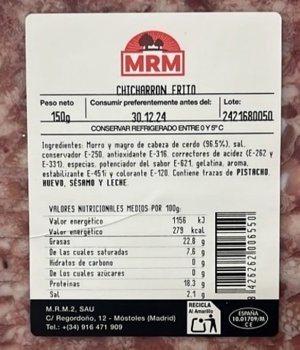 MRM
CHICHARRON FRITO
Peso neto Consumir preferentemente antes del: Lote:
150g 30.12.24 2421680050
CONSERVAR REFRIGERADO ENTRE 0 Y 5º C
Ingredientes: Morro y magro de cabeza de cerdo (96.5%), sal,
conservador E-250, antioxidante E-316, correctores de acidez (E-262 y
E-331), especias, potenciador del sabor E-621, gelatina, aroma,
estabilizante E-451i y colorante E-120. Contiene trazas de PISTACHO,
HUEVO, SÉSAMO Y LECHE.
VALORES NUTRICIONALES MEDIOS POR 100g:
Valor energético 1156 kJ
Valor energético 279 kcal
Grasas 22.8 g
De las cuales saturadas 7.6 g
Hidratos de carbono 0 g
De los cuales azúcares 0 g
Proteinas 18.3 g
Sal 2.1 g
8426262006550
M.R.M.2, SAU
C/ Regordoño, 12 - Móstoles (Madrid)
Tel.: (+34) 916 471 909
RECICLA
Al Amarillo
ESPAÑA
10.01709/M
CE